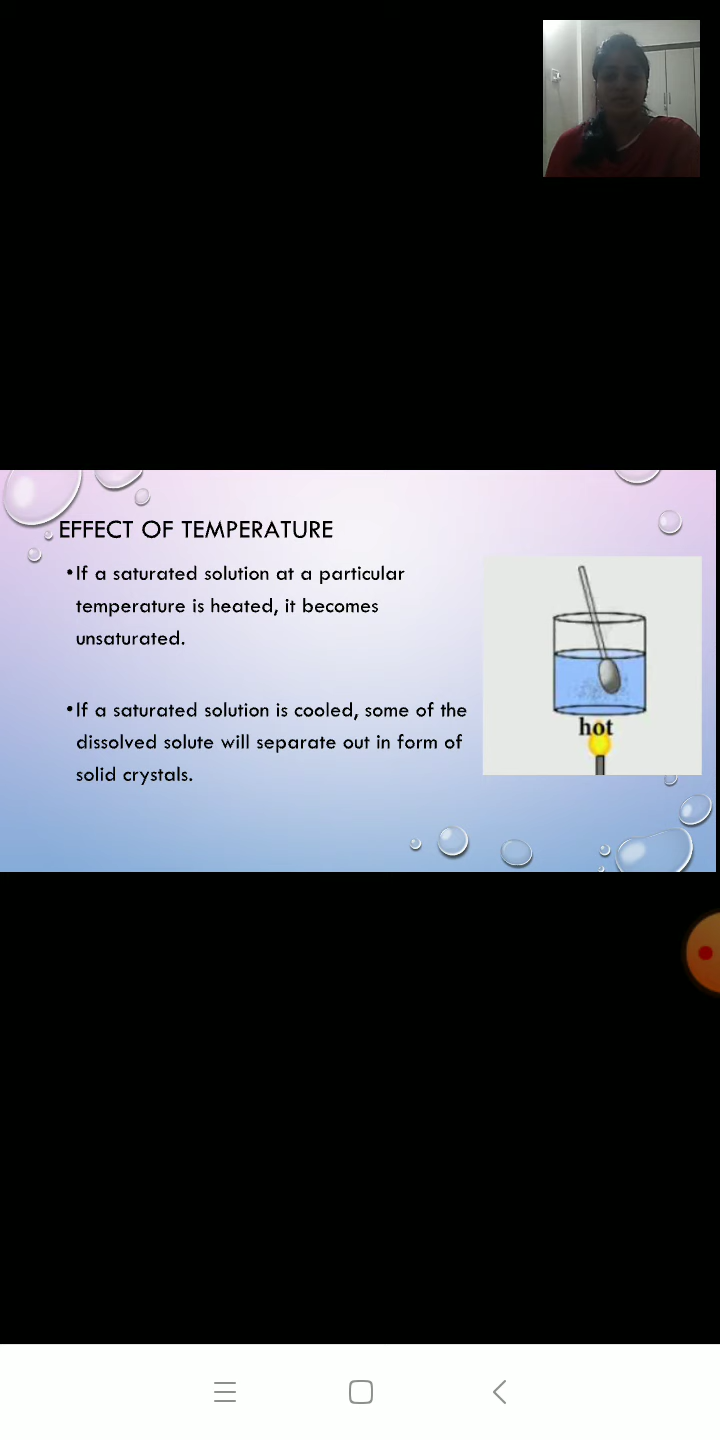 EFFECT OF TEMPERATURE
•If a saturated solution at a particular
temperature is heated, it becomes
unsaturated.
•If a saturated solution is cooled, some of the
dissolved solute will separate out in form of
solid crystals.
hot